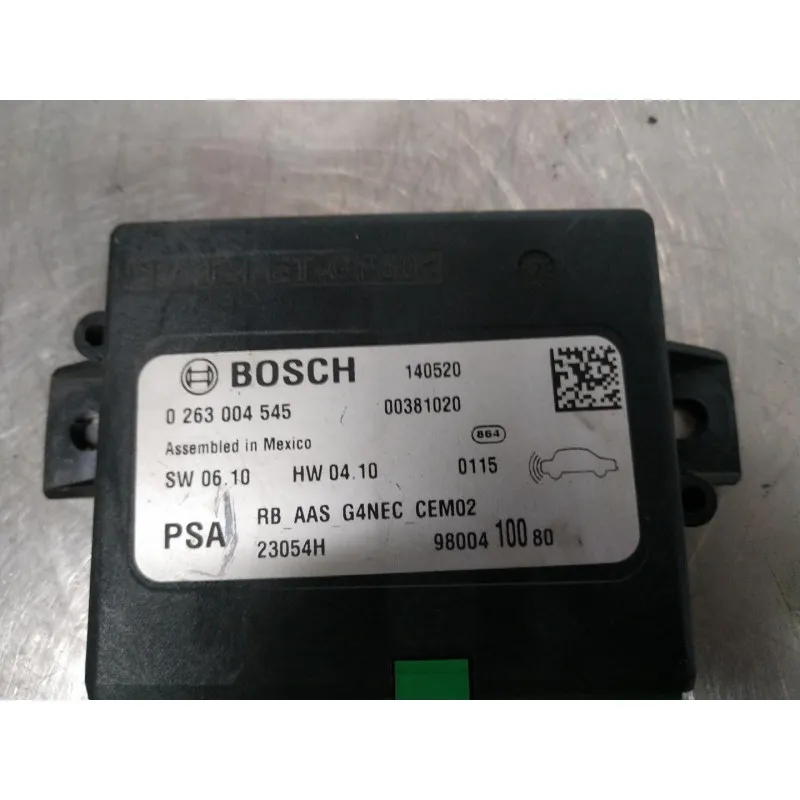 BOSCH 140520
0 263 004 545 00381020
Assembled in Mexico 864
SW 06.10 HW 04.10 0115
RB_AAS_G4NEC_CEM02
PSA 23054H 98004 100 80